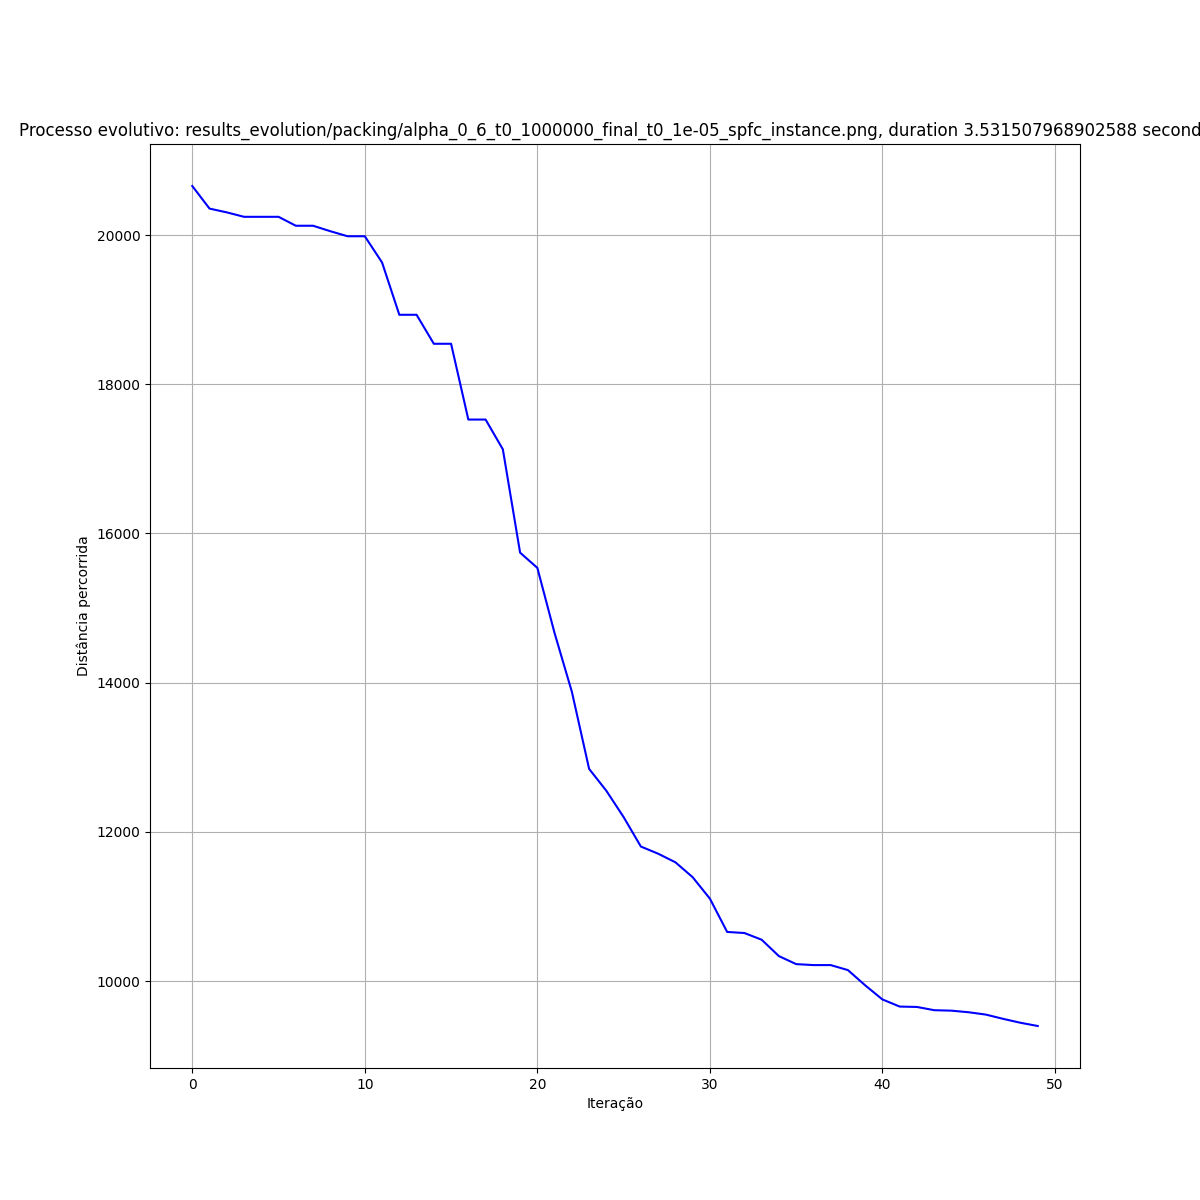 Processo evolutivo: results_evolution/packing/alpha_0_6_t0_1000000_final_t0_1e-05_spfc_instance.png, duration 3.531507968902588 second
20000
18000
16000
14000
12000
10000
Distância percorrida
0 10 20 30 40 50
Iteração